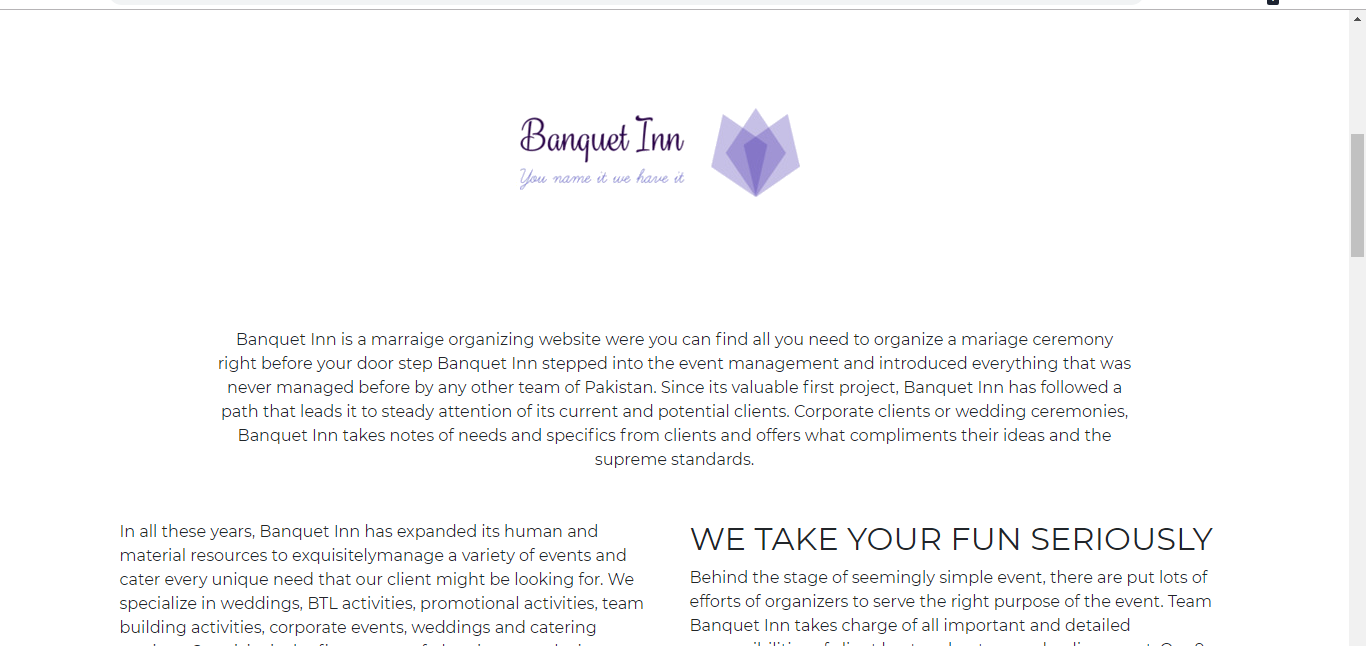 Banquet Inn
You name it we have it
Banquet Inn is a marraige organizing website were you can find all you need to organize a mariage ceremony
right before your door step Banquet Inn stepped into the event management and introduced everything that was
never managed before by any other team of Pakistan. Since its valuable first project, Banquet Inn has followed a
path that leads it to steady attention of its current and potential clients. Corporate clients or wedding ceremonies,
Banquet Inn takes notes of needs and specifics from clients and offers what compliments their ideas and the
supreme standards.
In all these years, Banquet Inn has expanded its human and
material resources to exquisitelymanage a variety of events and
cater every unique need that our client might be looking for. We
specialize in weddings, BTL activities, promotional activities, team
building activities, corporate events, weddings and catering
WE TAKE YOUR FUN SERIOUSLY
Behind the stage of seemingly simple event, there are put lots of
efforts of organizers to serve the right purpose of the event. Team
Banquet Inn takes charge of all important and detailed